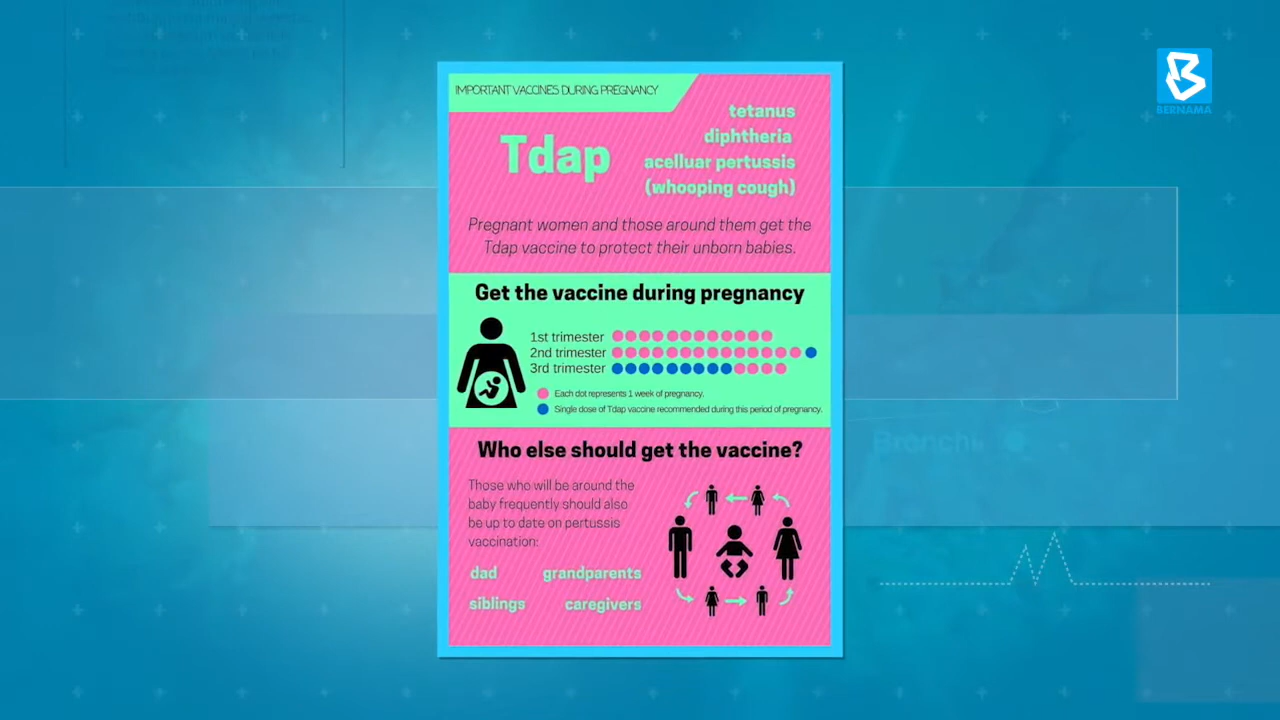 BERNAMA
IMPORTANT VACCINES DURING PREGNANCY
Tdap
tetanus
diphtheria
acelluar pertussis
(whooping cough)
Pregnant women and those around them get the
Tdap vaccine to protect their unborn babies.
Get the vaccine during pregnancy
1st trimester
2nd trimester
3rd trimester
Each dot represents 1 week of pregnancy.
Single dose of Tdap vaccine recommended during this period of pregnancy.
Who else should get the vaccine?
Those who will be around the
baby frequently should also
be up to date on pertussis
vaccination:
dad grandparents
siblings caregivers